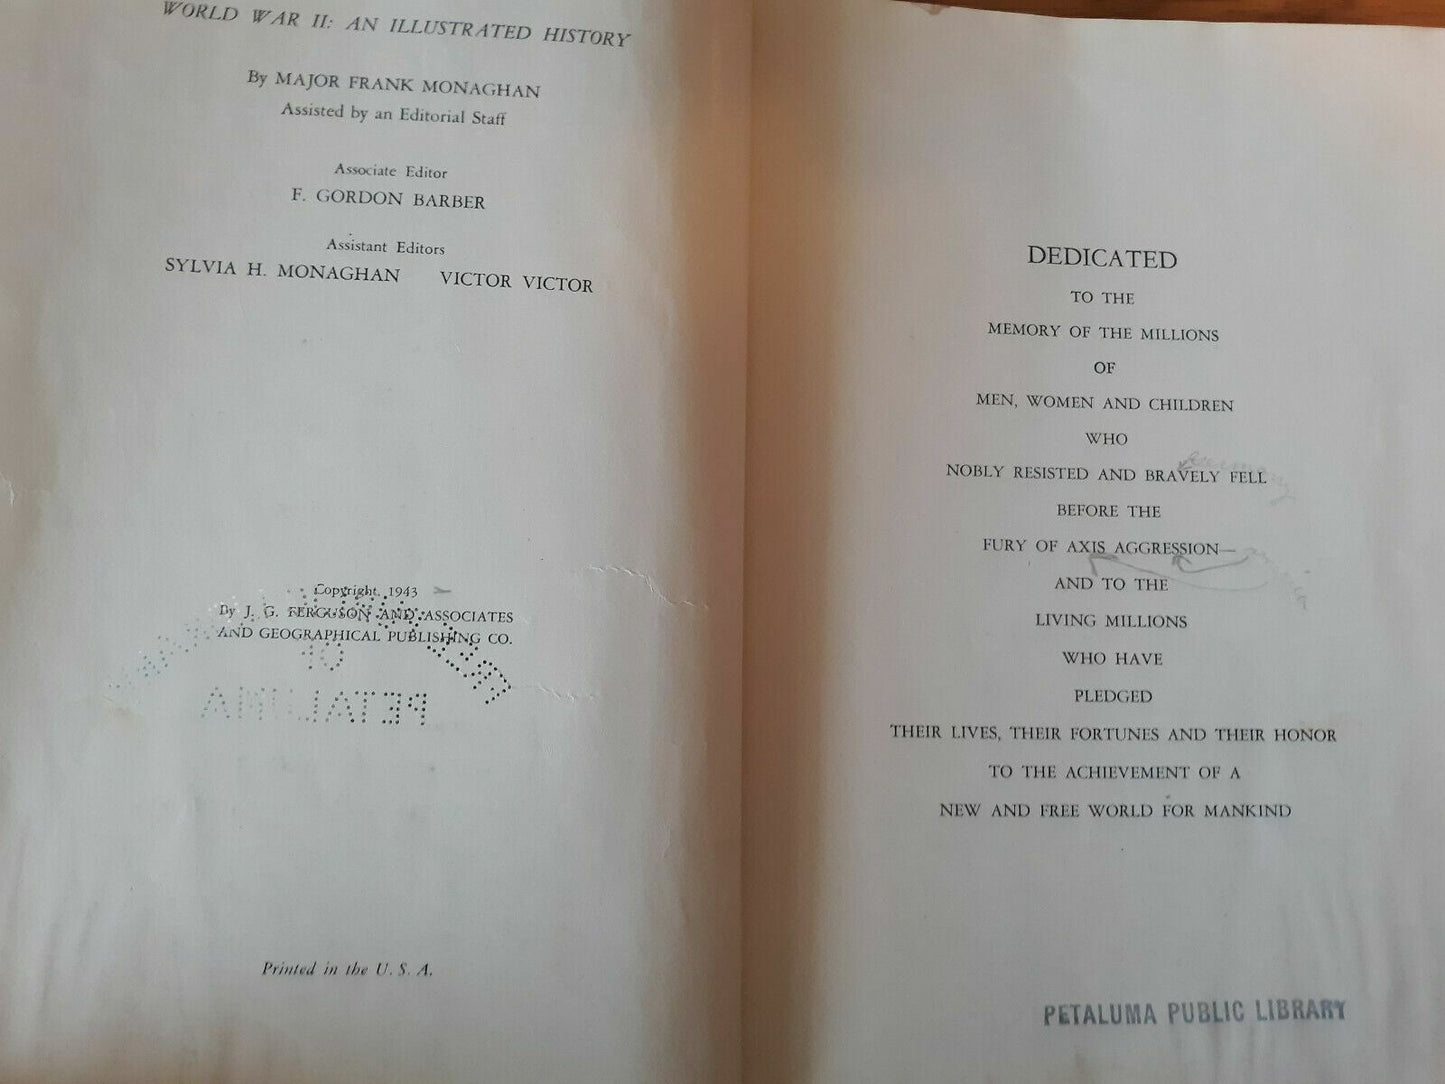 WORLD WAR II: AN ILLUSTRATED HISTORY
By MAJOR FRANK MONAGHAN
Assisted by an Editorial Staff
Associate Editor
F. GORDON BARBER
Assistant Editors
SYLVIA H. MONAGHAN VICTOR VICTOR
Copyright, 1943
By J. G. FERGUSON AND ASSOCIATES
AND GEOGRAPHICAL PUBLISHING CO.
OF
PETALUMA
Printed in the U. S. A.
DEDICATED
TO THE
MEMORY OF THE MILLIONS
OF
MEN, WOMEN AND CHILDREN
WHO
NOBLY RESISTED AND BRAVELY FELL
BEFORE THE
FURY OF AXIS AGGRESSION—
AND TO THE
LIVING MILLIONS
WHO HAVE
PLEDGED
THEIR LIVES, THEIR FORTUNES AND THEIR HONOR
TO THE ACHIEVEMENT OF A
NEW AND FREE WORLD FOR MANKIND
PETALUMA PUBLIC LIBRARY